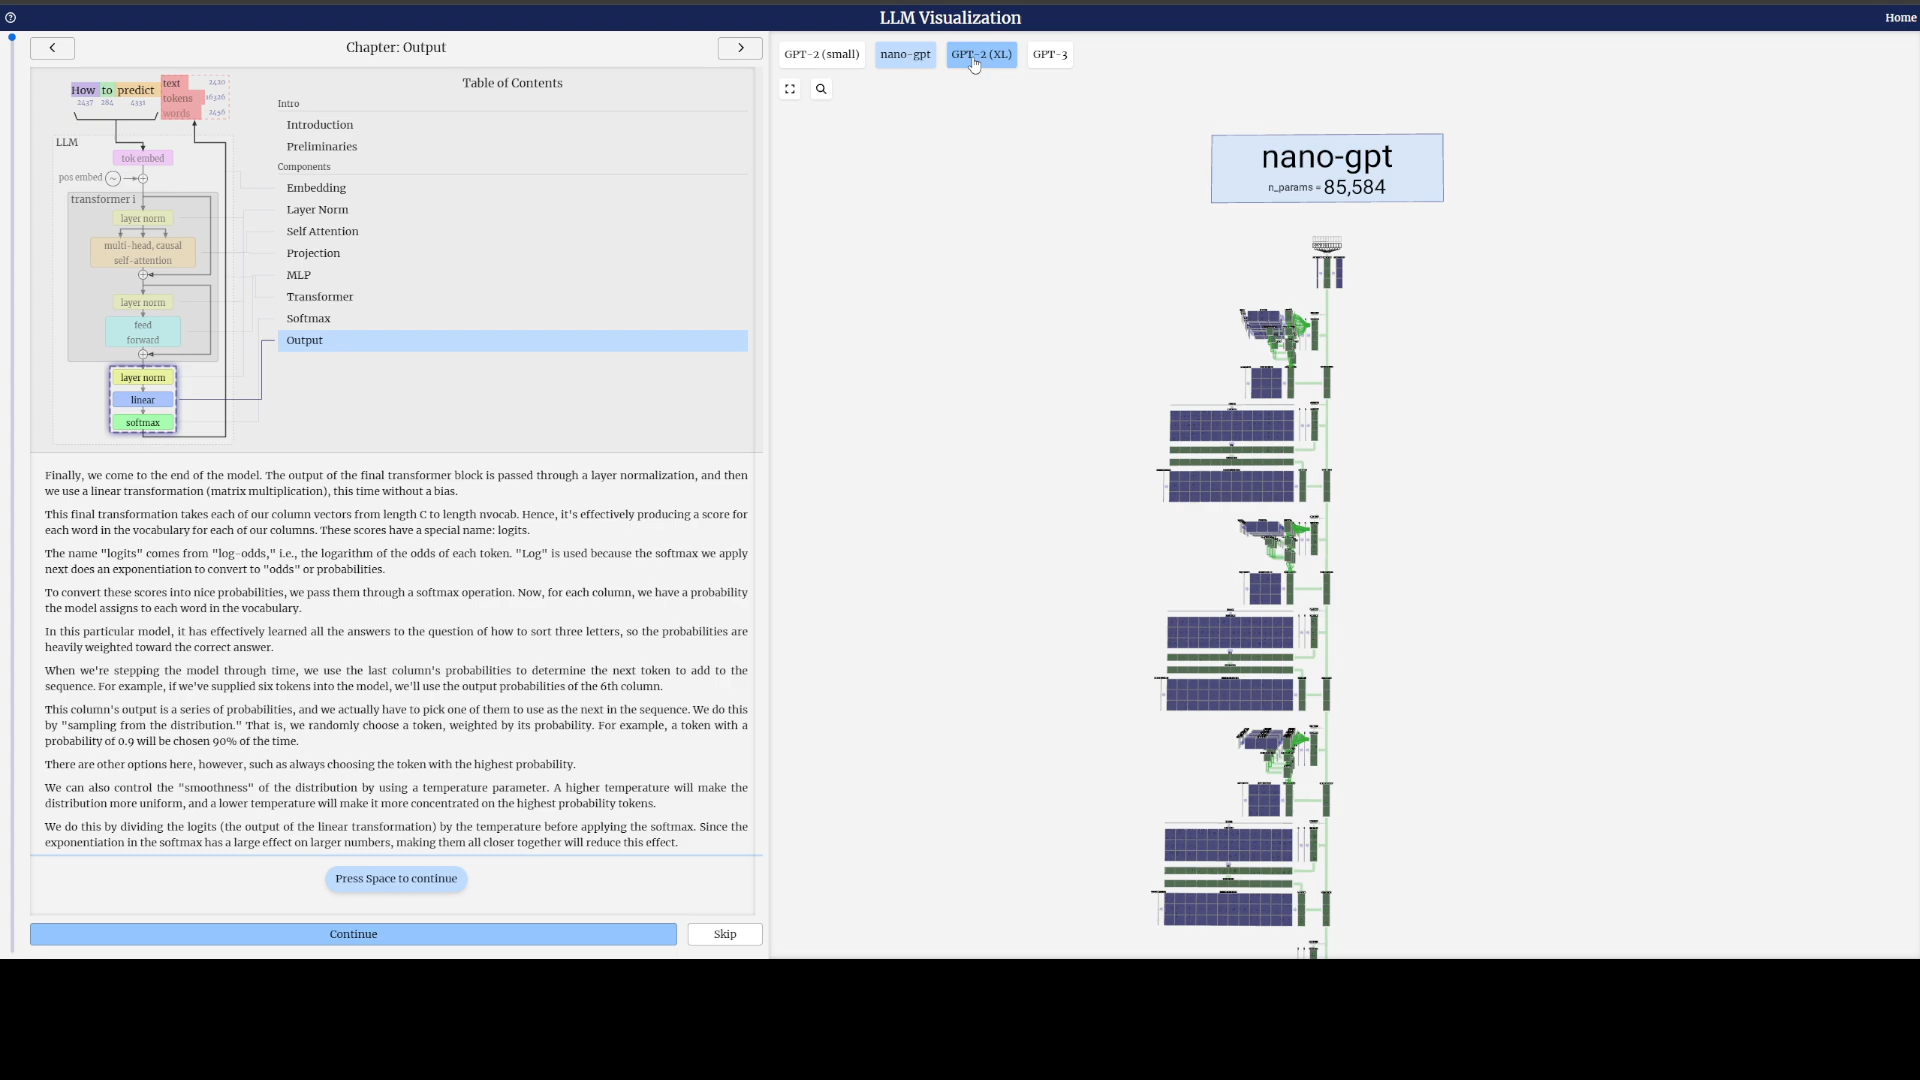 LLM Visualization
Home
Chapter: Output
How to predict
2437 284 4331
text 2420
tokens 16326
words 2456
LLM
tok embed
pos embed
transformer i
layer norm
multi-head, causal
self-attention
layer norm
feed
forward
layer norm
linear
softmax
Table of Contents
Intro
Introduction
Preliminaries
Components
Embedding
Layer Norm
Self Attention
Projection
MLP
Transformer
Softmax
Output
Finally, we come to the end of the model. The output of the final transformer block is passed through a layer normalization, and then
we use a linear transformation (matrix multiplication), this time without a bias.
This final transformation takes each of our column vectors from length C to length nvocab. Hence, it's effectively producing a score for
each word in the vocabulary for each of our columns. These scores have a special name: logits.
The name "logits" comes from "log-odds," i.e., the logarithm of the odds of each token. "Log" is used because the softmax we apply
next does an exponentiation to convert to "odds" or probabilities.
To convert these scores into nice probabilities, we pass them through a softmax operation. Now, for each column, we have a probability
the model assigns to each word in the vocabulary.
In this particular model, it has effectively learned all the answers to the question of how to sort three letters, so the probabilities are
heavily weighted toward the correct answer.
When we're stepping the model through time, we use the last column's probabilities to determine the next token to add to the
sequence. For example, if we've supplied six tokens into the model, we'll use the output probabilities of the 6th column.
This column's output is a series of probabilities, and we actually have to pick one of them to use as the next in the sequence. We do this
by "sampling from the distribution." That is, we randomly choose a token, weighted by its probability. For example, a token with a
probability of 0.9 will be chosen 90% of the time.
There are other options here, however, such as always choosing the token with the highest probability.
We can also control the "smoothness" of the distribution by using a temperature parameter. A higher temperature will make the
distribution more uniform, and a lower temperature will make it more concentrated on the highest probability tokens.
We do this by dividing the logits (the output of the linear transformation) by the temperature before applying the softmax. Since the
exponentiation in the softmax has a large effect on larger numbers, making them all closer together will reduce this effect.
Press Space to continue
Continue
Skip
GPT-2 (small)
nano-gpt
GPT-2 (XL)
GPT-3
nano-gpt
n_params = 85,584